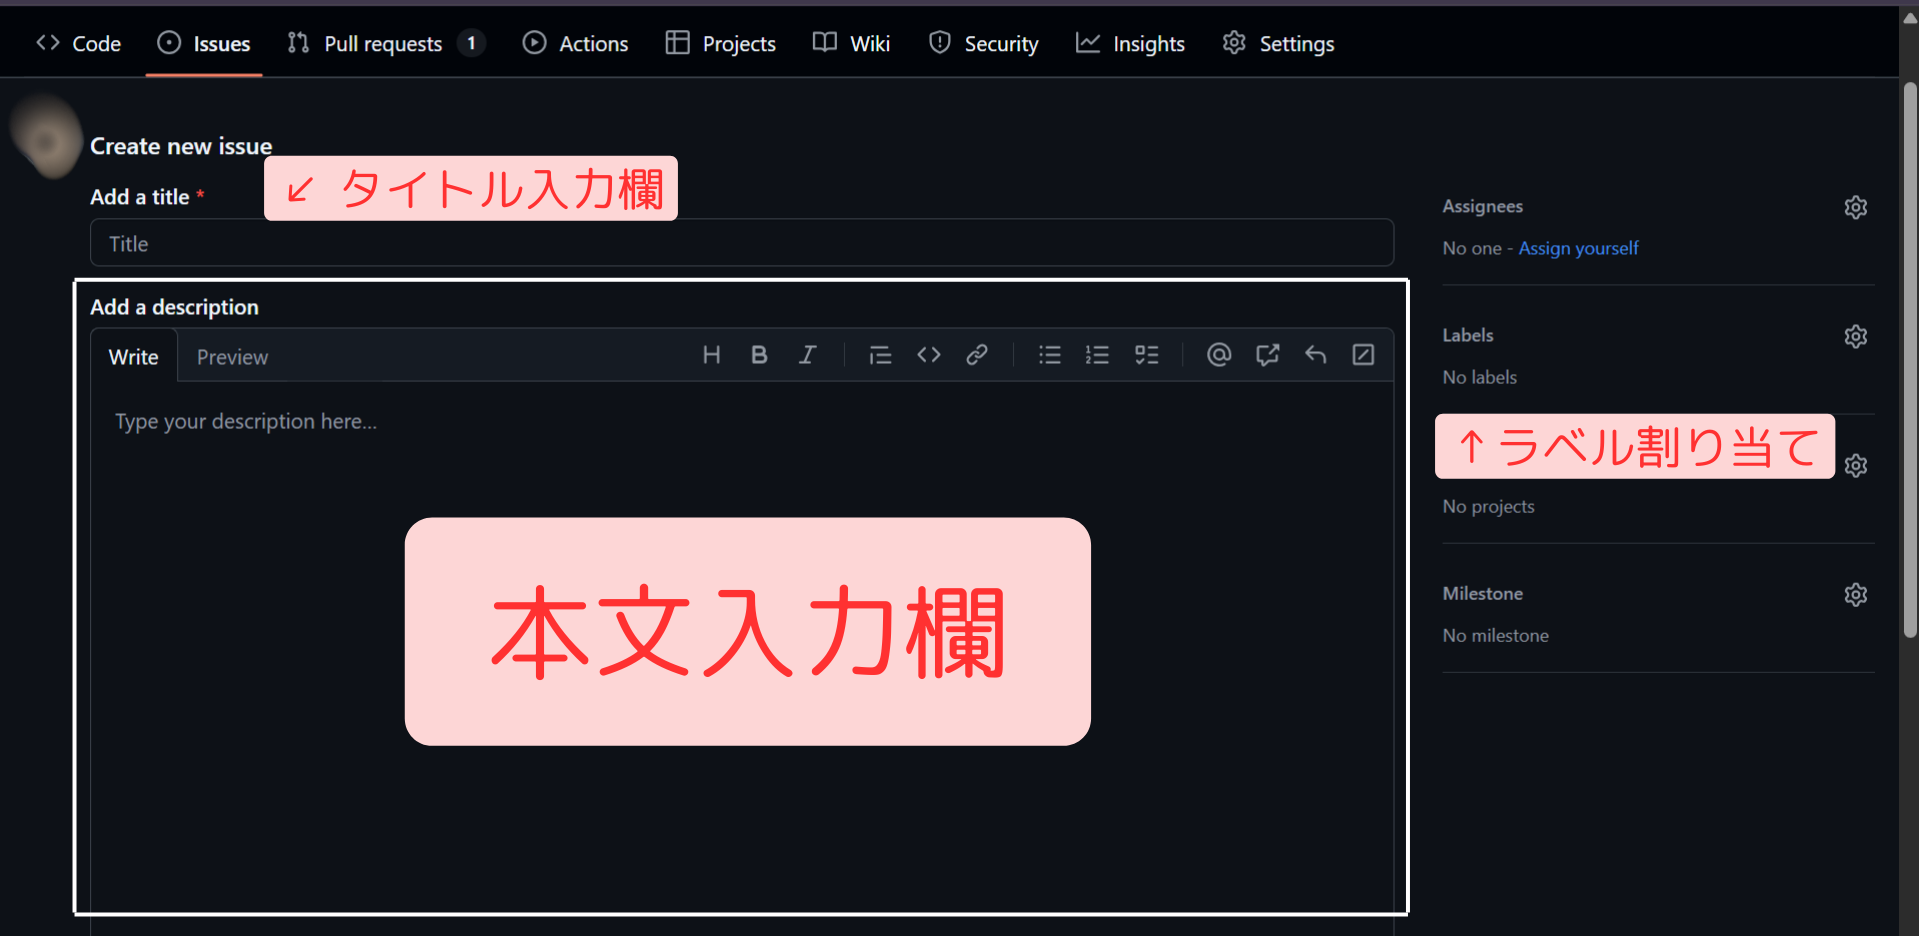 Code Issues Pull requests 1 Actions Projects Wiki Security Insights Settings
Create new issue
Add a title *
↙ タイトル入力欄
Title
Add a description
Write Preview
Type your description here...
本文入力欄
Assignees
No one - Assign yourself
Labels
No labels
↑ラベル割り当て
No projects
Milestone
No milestone